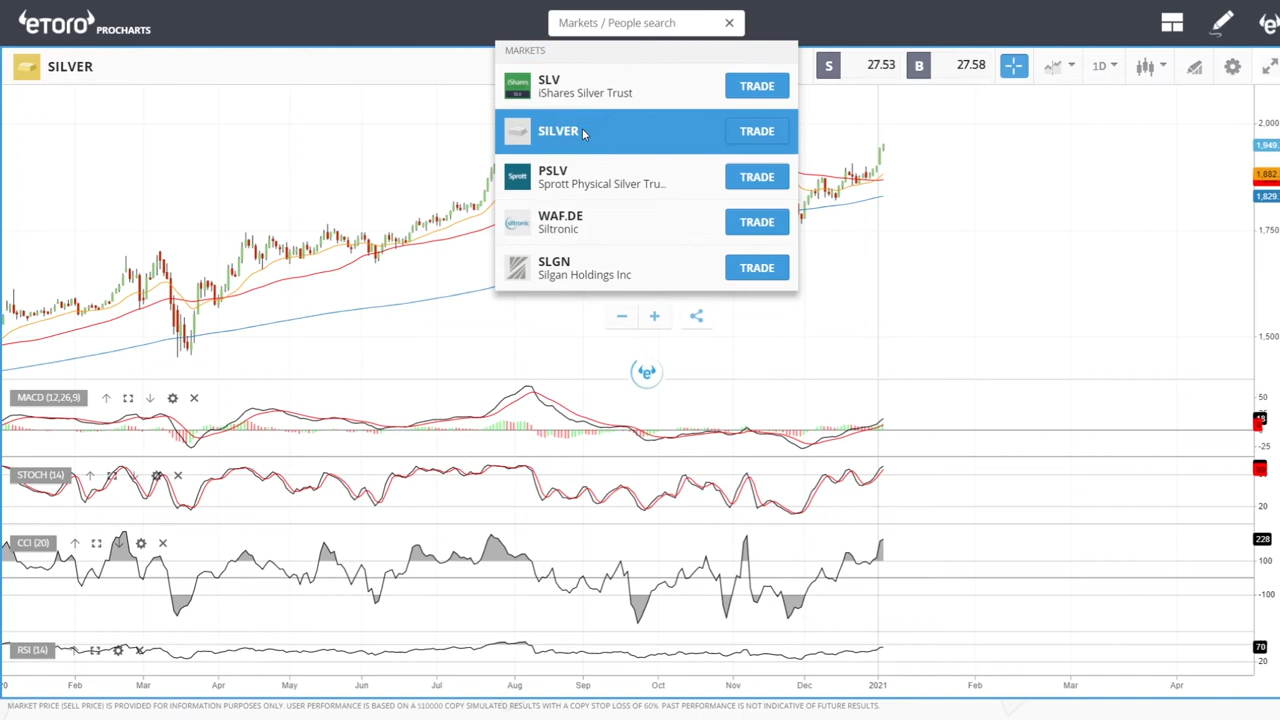 eTORO PROCHARTS
Markets / People search
SILVER
S 27.53 B 27.58
1D
MARKETS
SLV
iShares Silver Trust
TRADE
SILVER
TRADE
PSLV
Sprott Physical Silver Tru...
TRADE
WAF.DE
Siltronic
TRADE
SLGN
Silgan Holdings Inc
TRADE
2,000
1,949.
1,882.
1,829.
1,750
1,500
MACD (12,26,9)
50
18
-25
STOCH (14)
20
CCI (20)
228
100
-100
RSI (14)
70
20
Feb Mar Apr May Jun Jul Aug Sep Oct Nov Dec 2021 Feb Mar Apr
MARKET PRICE (SELL PRICE) IS PROVIDED FOR INFORMATION PURPOSES ONLY. USER PERFORMANCE IS BASED ON A $10000 COPY SIMULATED RESULTS WITH A COPY STOP LOSS OF 60%. PAST PERFORMANCE IS NOT INDICATIVE OF FUTURE RESULTS.